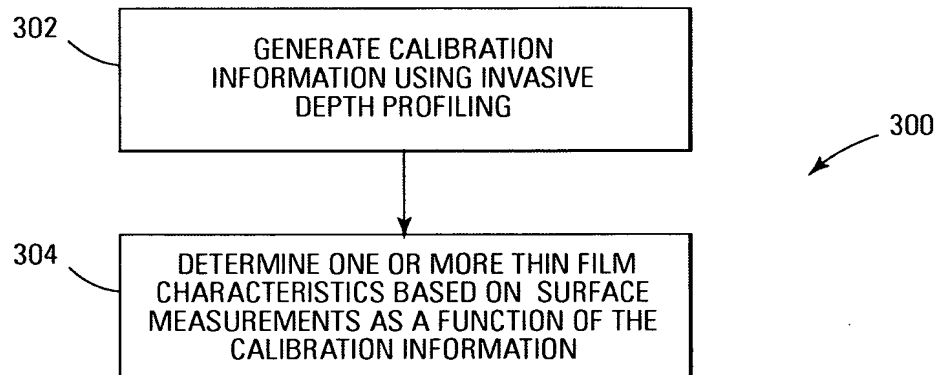 302
GENERATE CALIBRATION
INFORMATION USING INVASIVE
DEPTH PROFILING
300
304
DETERMINE ONE OR MORE THIN FILM
CHARACTERISTICS BASED ON SURFACE
MEASUREMENTS AS A FUNCTION OF THE
CALIBRATION INFORMATION